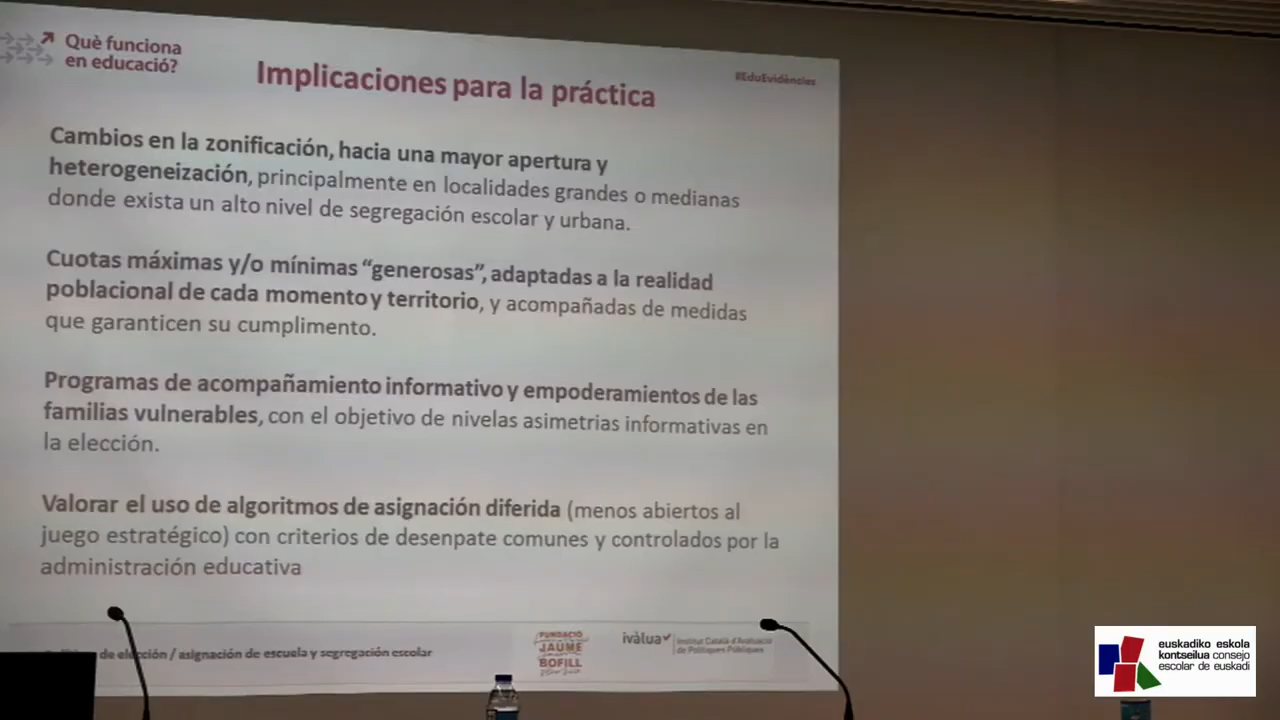 Què funciona
en educació?
Implicaciones para la práctica
#EduEvidències
Cambios en la zonificación, hacia una mayor apertura y
heterogeneización, principalmente en localidades grandes o medianas
donde exista un alto nivel de segregación escolar y urbana.
Cuotas máximas y/o mínimas “generosas”, adaptadas a la realidad
poblacional de cada momento y territorio, y acompañadas de medidas
que garanticen su cumplimento.
Programas de acompañamiento informativo y empoderamientos de las
familias vulnerables, con el objetivo de nivelas asimetrias informativas en
la elección.
Valorar el uso de algoritmos de asignación diferida (menos abiertos al
juego estratégico) con criterios de desenpate comunes y controlados por la
administración educativa
de elección / asignación de escuela y segregación escolar
FUNDACIÓ
JAUME
BOFILL
ivàlua
Institut Català d'Avaluació
de Polítiques Públiques
euskadiko eskola
kontseilua consejo
escolar de euskadi